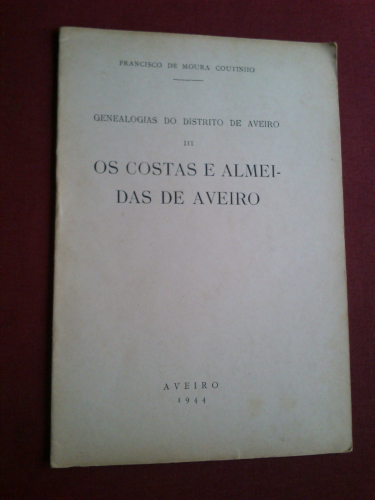 FRANCISCO DE MOURA COUTINHO
GENEALOGIAS DO DISTRITO DE AVEIRO
III
OS COSTAS E ALMEI-
DAS DE AVEIRO
AVEIRO
1944